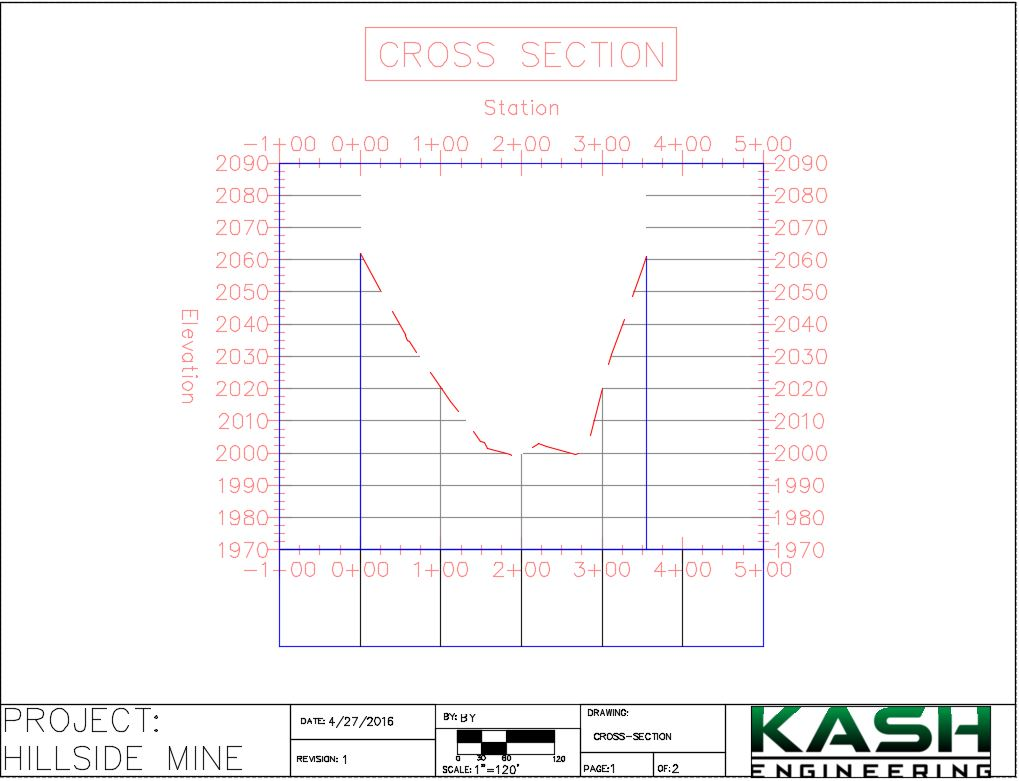 CROSS SECTION
Station
-1+00 0+00 1+00 2+00 3+00 4+00 5+00
2090 2090
2080 2080
2070 2070
2060 2060
2050 2050
2040 2040
Elevation
2030 2030
2020 2020
2010 2010
2000 2000
1990 1990
1980 1980
1970 1970
-1+00 0+00 1+00 2+00 3+00 4+00 5+00
PROJECT:
HILLSIDE MINE
DATE: 4/27/2016
REVISION: 1
BY: BY
0 30 60 120
SCALE: 1"=120'
DRAWING:
CROSS-SECTION
PAGE:1
OF:2
KASH
ENGINEERING